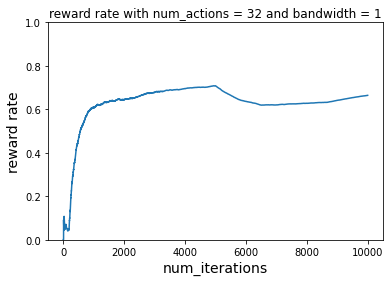 reward rate with num_actions = 32 and bandwidth = 1
1.0
0.8
0.6
0.4
0.2
0.0
reward rate
0 2000 4000 6000 8000 10000
num_iterations